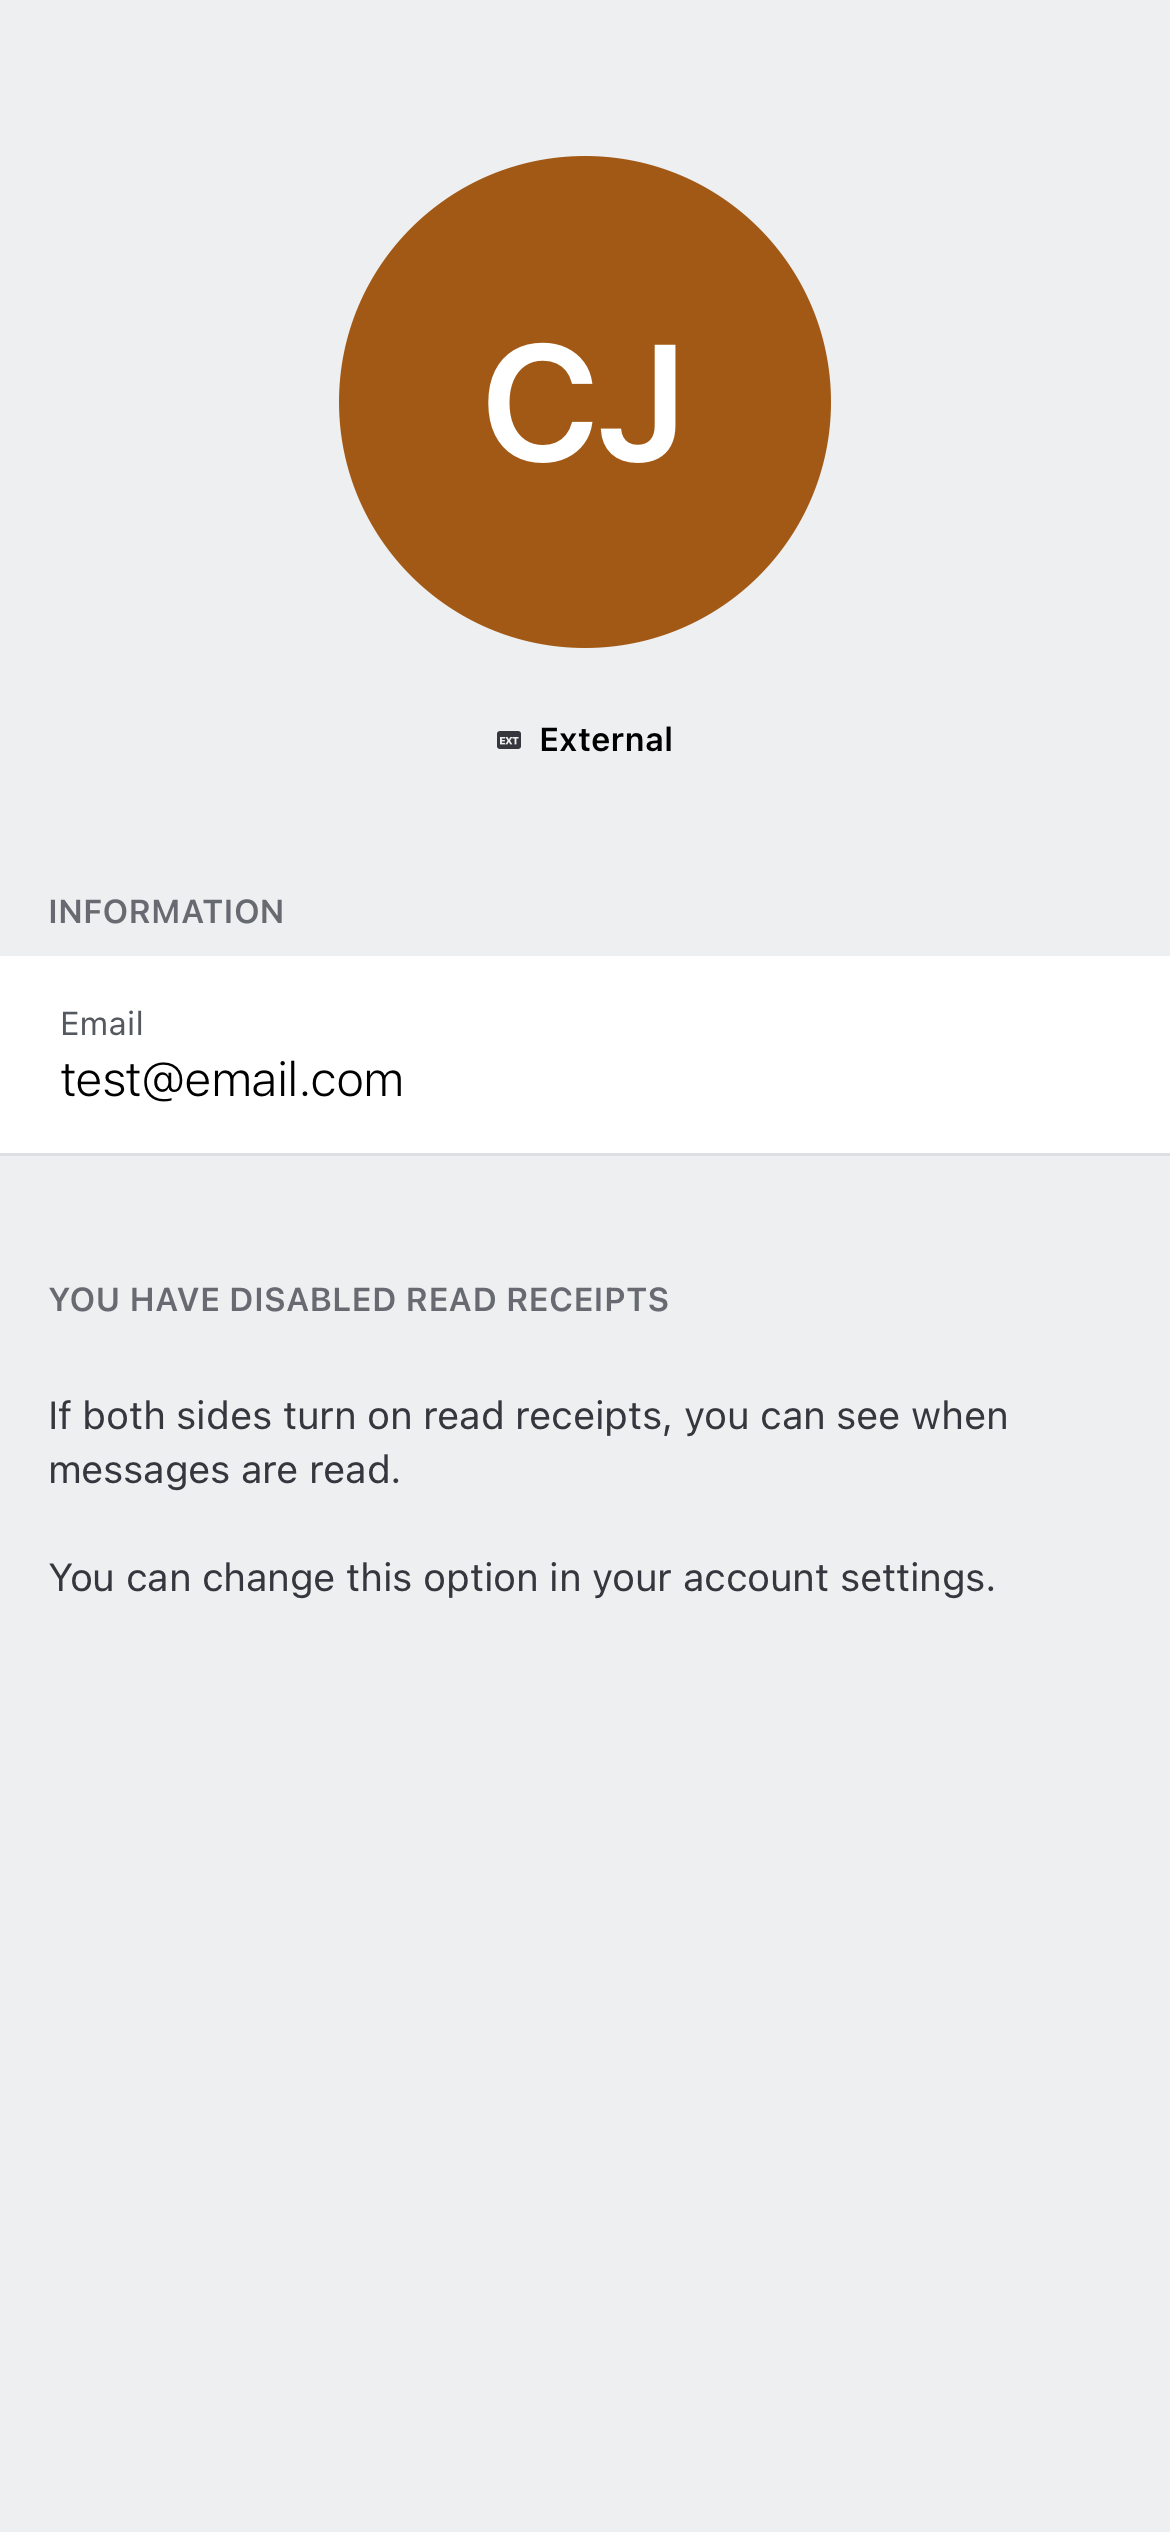 CJ
EXT External
INFORMATION
Email
test@email.com
YOU HAVE DISABLED READ RECEIPTS
If both sides turn on read receipts, you can see when
messages are read.
You can change this option in your account settings.